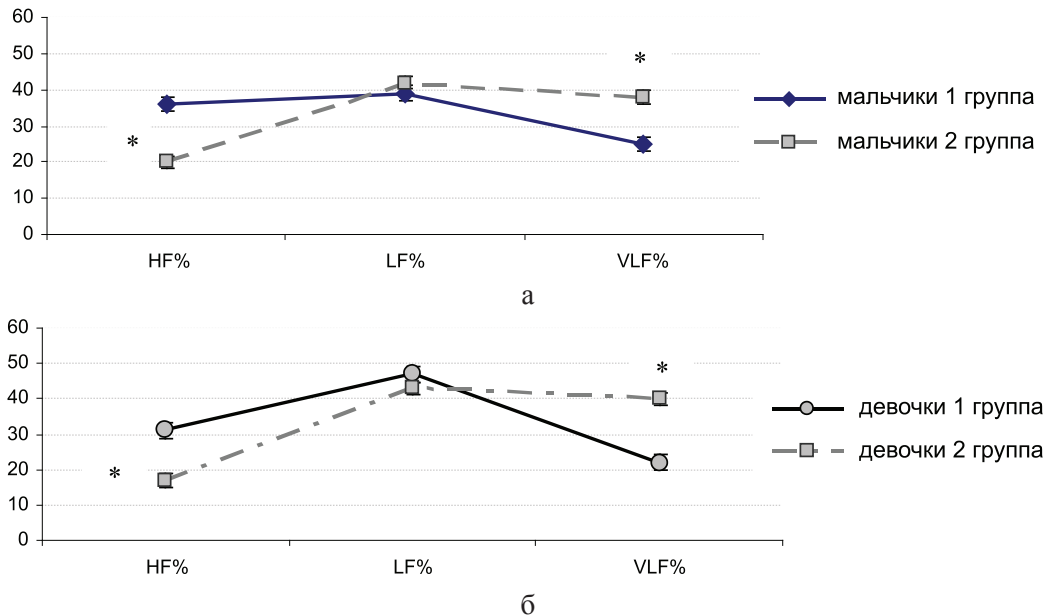 60
50
*
40
мальчики 1 группа
30
*
мальчики 2 группа
20
10
0
HF% LF% VLF%
а
60
50
*
40
девочки 1 группа
30
девочки 2 группа
20
*
10
0
HF% LF% VLF%
б